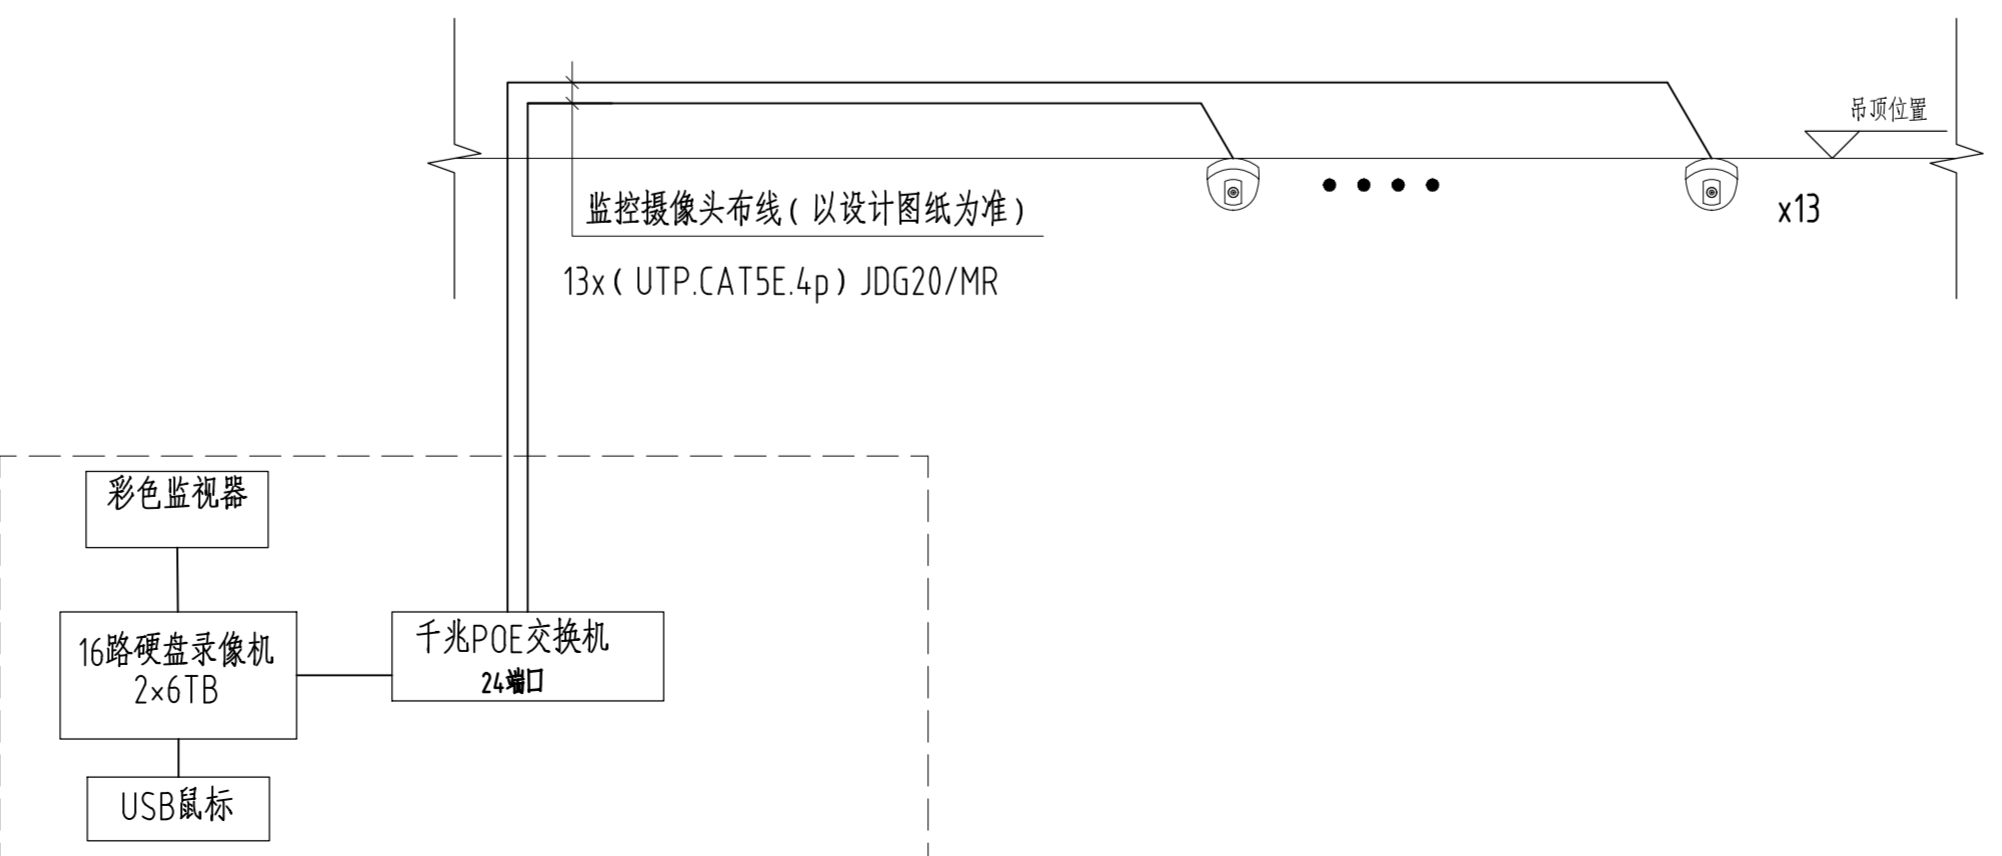 吊顶位置
监控摄像头布线(以设计图纸为准)
x13
13x(UTP.CAT5E.4p)JDG20/MR
彩色监视器
16路硬盘录像机
2×6TB
千兆POE交换机
24端口
USB鼠标